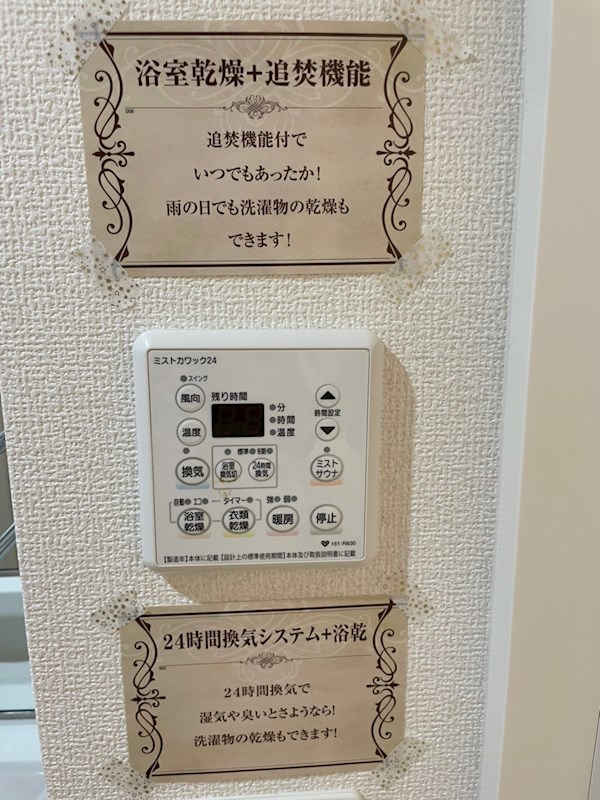 浴室乾燥+追焚機能
006
追焚機能付で
いつでもあったか!
雨の日でも洗濯物の乾燥も
できます!
ミストカワック24
スイング
風向
残り時間
分
時間
温度
時間設定
温度
標準
換気
浴室換気切
24時間換気
ミストサウナ
自動
エコ
タイマー
強
弱
浴室乾燥
衣類乾燥
暖房
停止
161-R830
【製造年】本体に記載【設計上の標準使用期間】本体及び取扱説明書に記載
24時間換気システム+浴乾
24時間換気で
湿気や臭いとさようなら!
洗濯物の乾燥もできます!